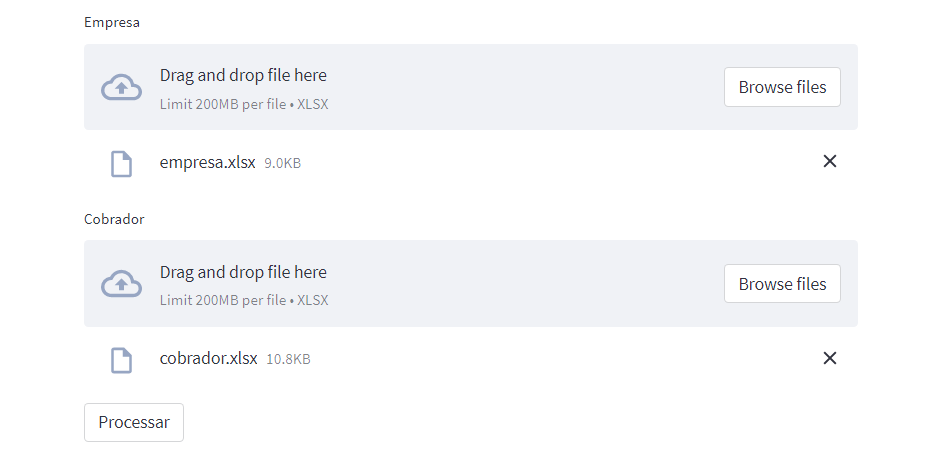 Empresa
Drag and drop file here
Limit 200MB per file • XLSX
Browse files
empresa.xlsx 9.0KB
Cobrador
Drag and drop file here
Limit 200MB per file • XLSX
Browse files
cobrador.xlsx 10.8KB
Processar